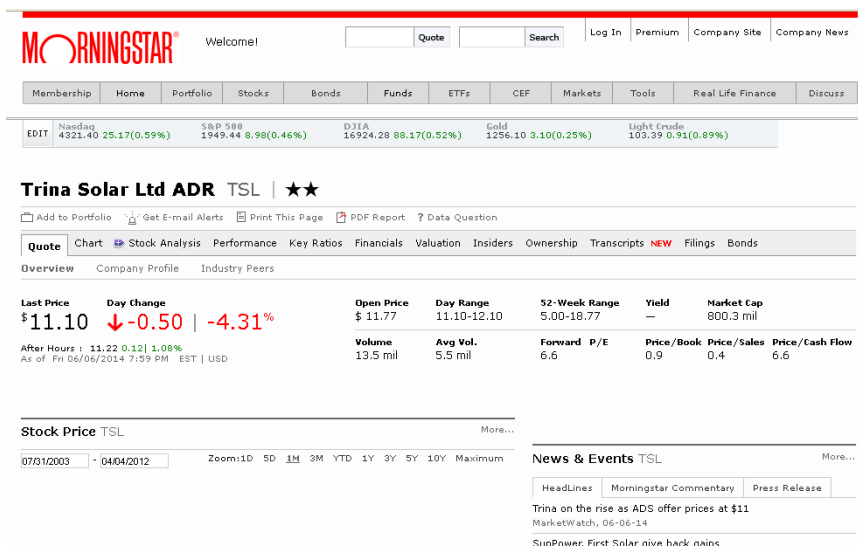 MORNINGSTAR®
Welcome!
Quote
Search
Log In
Premium
Company Site
Company News
Membership
Home
Portfolio
Stocks
Bonds
Funds
ETFs
CEF
Markets
Tools
Real Life Finance
Discuss
EDIT
Nasdaq
4321.40 25.17(0.59%)
S&P 500
1949.44 8.98(0.46%)
DJIA
16924.28 88.17(0.52%)
Gold
1256.10 3.10(0.25%)
Light Crude
103.39 0.91(0.89%)
Trina Solar Ltd ADR TSL | ★★
Add to Portfolio Get E-mail Alerts Print This Page PDF Report ? Data Question
Quote Chart Stock Analysis Performance Key Ratios Financials Valuation Insiders Ownership Transcripts NEW Filings Bonds
Overview Company Profile Industry Peers
Last Price
$11.10
Day Change
-0.50 | -4.31%
After Hours : 11.22 0.12| 1.08%
As of Fri 06/06/2014 7:59 PM EST | USD
Open Price
$ 11.77
Day Range
11.10-12.10
52-Week Range
5.00-18.77
Yield
—
Market Cap
800.3 mil
Volume
13.5 mil
Avg Vol.
5.5 mil
Forward P/E
6.6
Price/Book
0.9
Price/Sales
0.4
Price/Cash Flow
6.6
Stock Price TSL
More...
07/31/2003 - 04/04/2012
Zoom:1D 5D 1M 3M YTD 1Y 3Y 5Y 10Y Maximum
News & Events TSL
More...
HeadLines
Morningstar Commentary
Press Release
Trina on the rise as ADS offer prices at $11
MarketWatch, 06-06-14
SunPower, First Solar give back gains